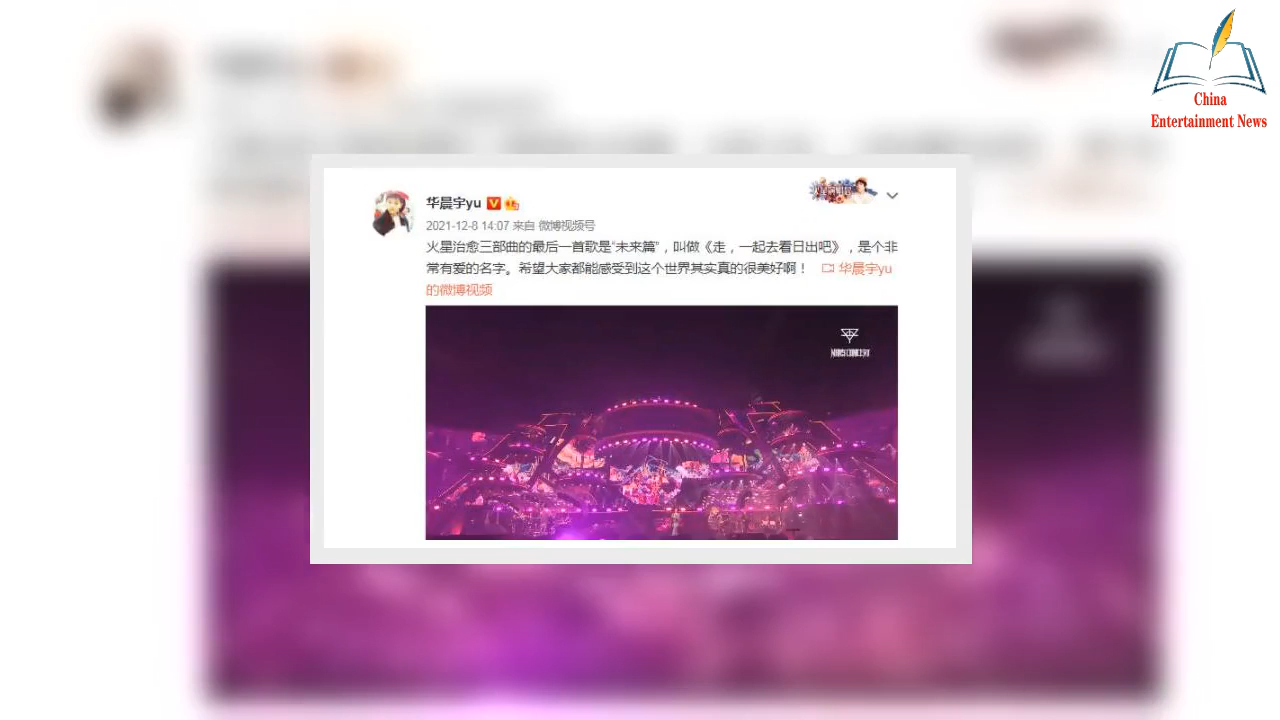 China
Entertainment News
华晨宇yu
2021-12-8 14:07 来自 微博视频号
火星治愈三部曲的最后一首歌是“未来篇”，叫做《走，一起去看日出吧》，是个非
常有爱的名字。希望大家都能感受到这个世界其实真的很美好啊！ 华晨宇yu
的微博视频